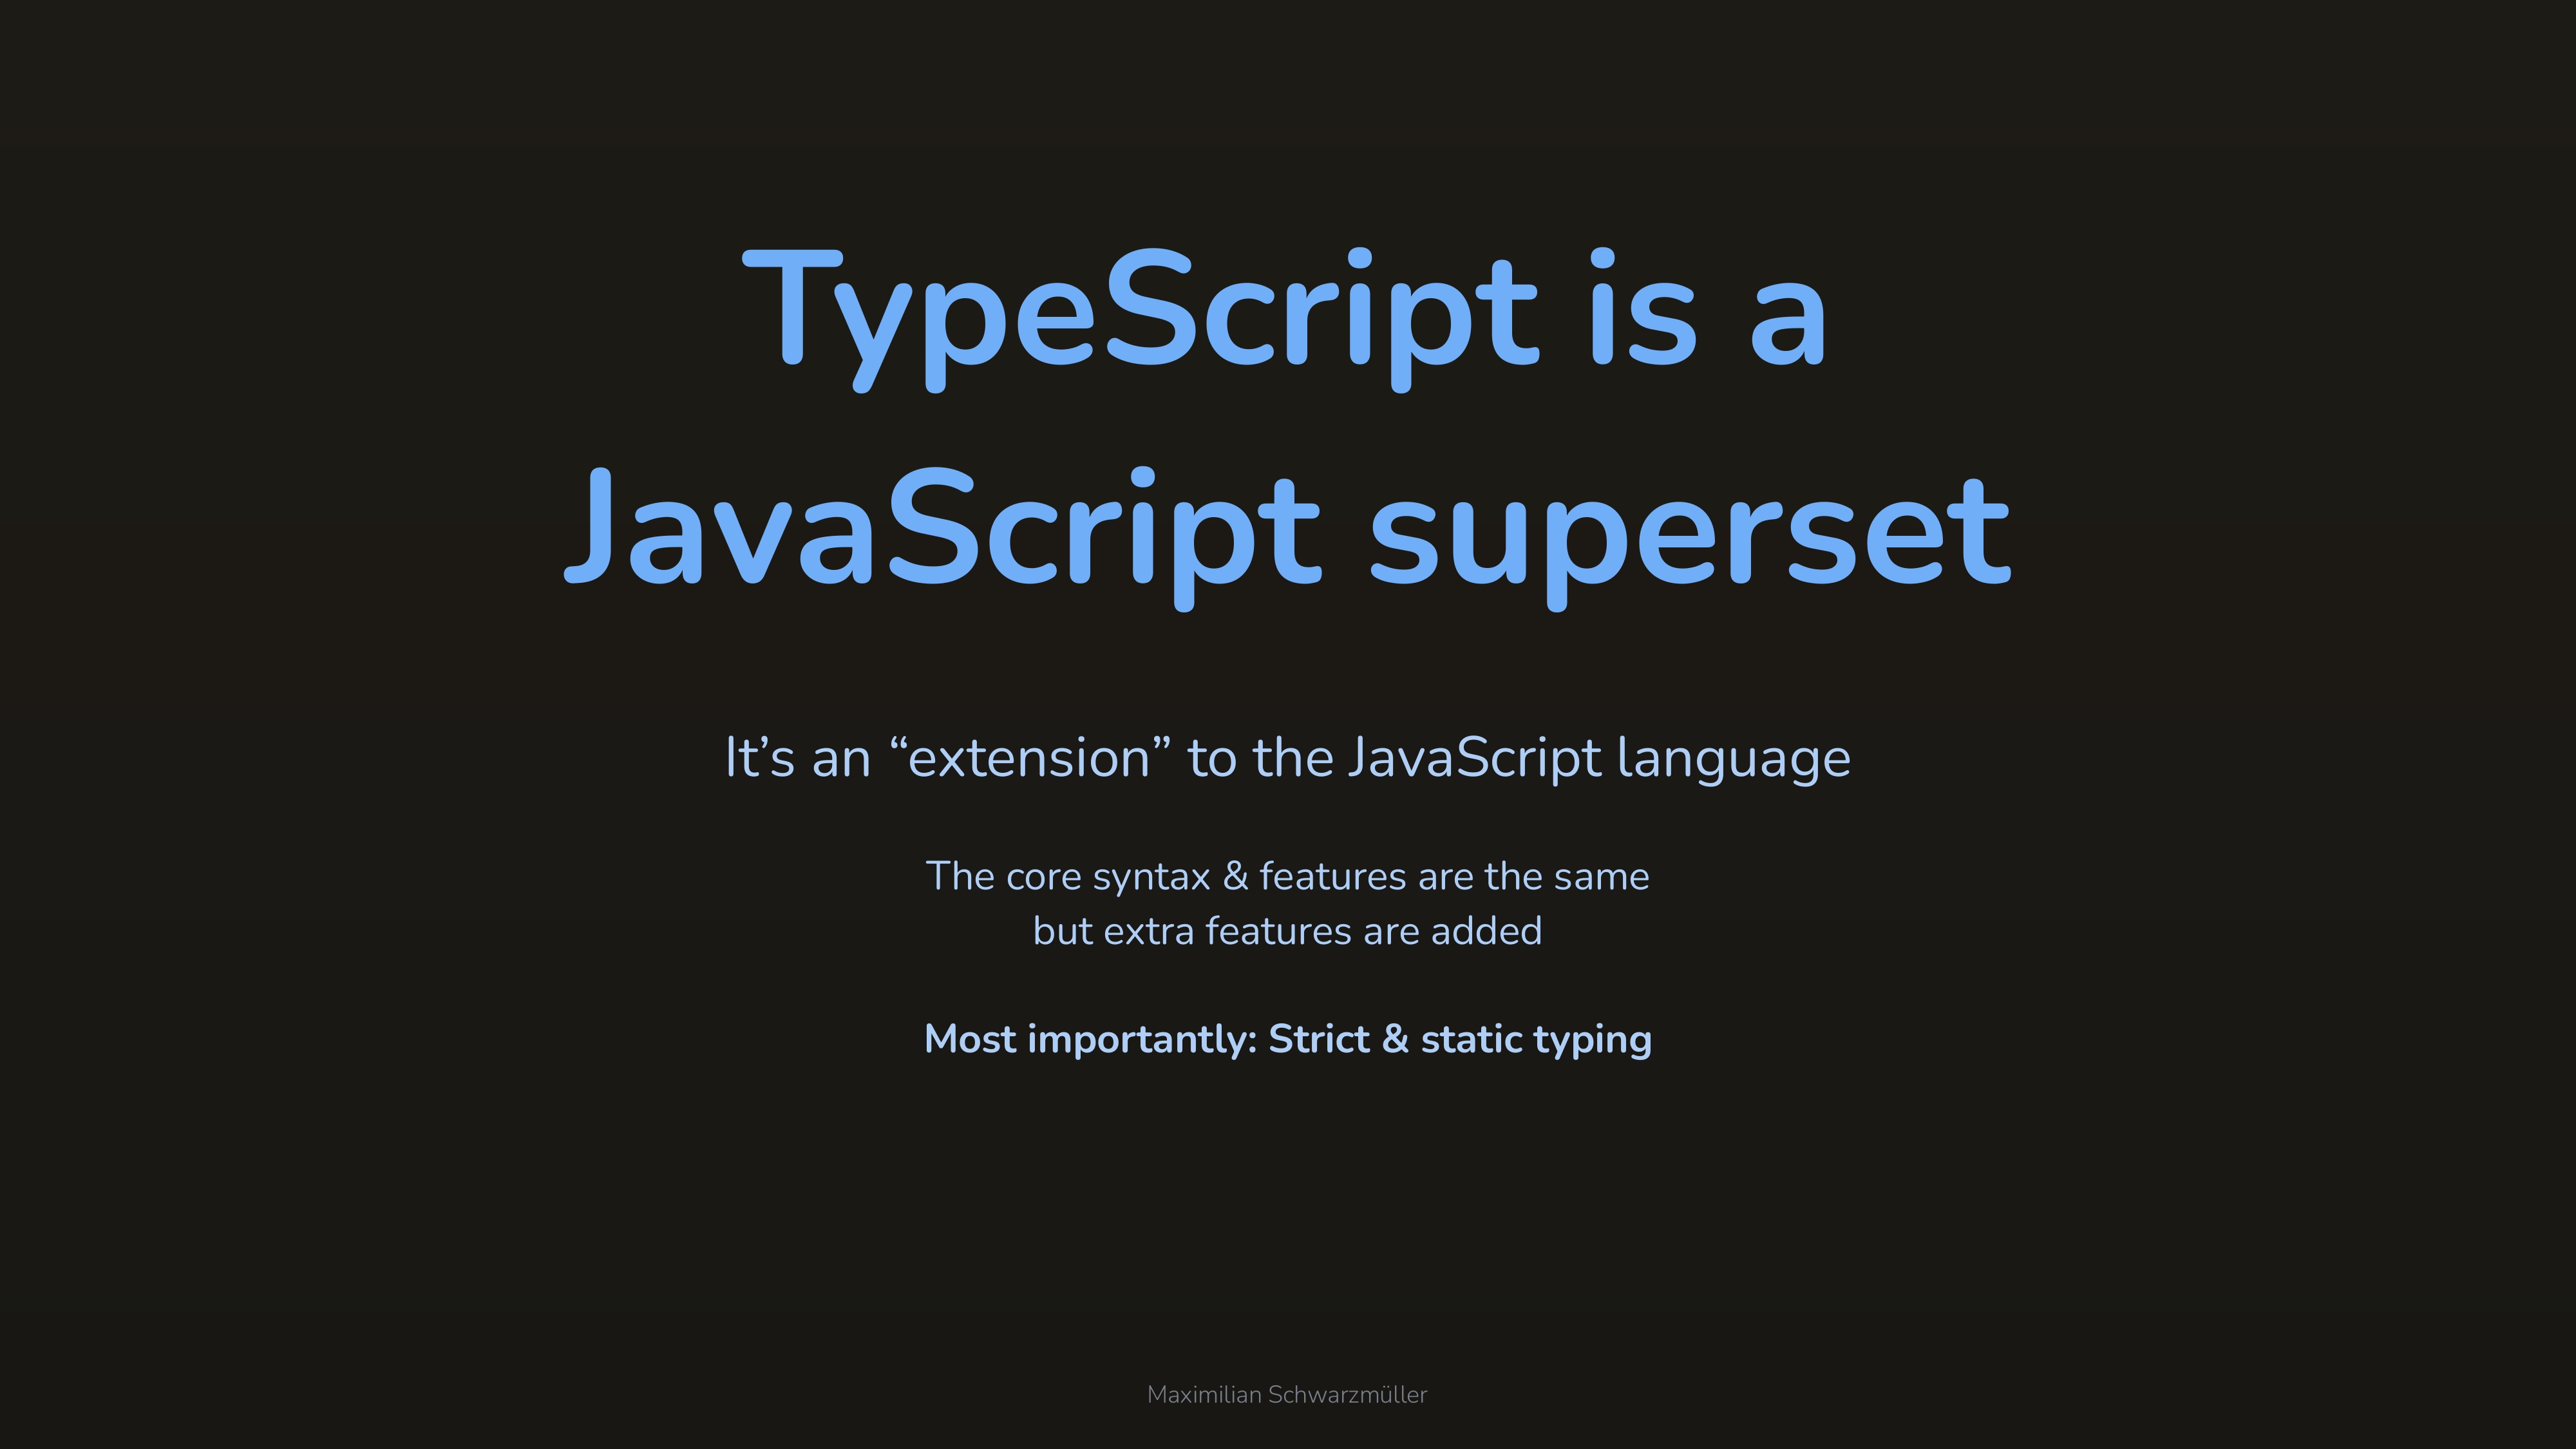 TypeScript is a
JavaScript superset
It’s an “extension” to the JavaScript language
The core syntax & features are the same
but extra features are added
Most importantly: Strict & static typing
Maximilian Schwarzmüller